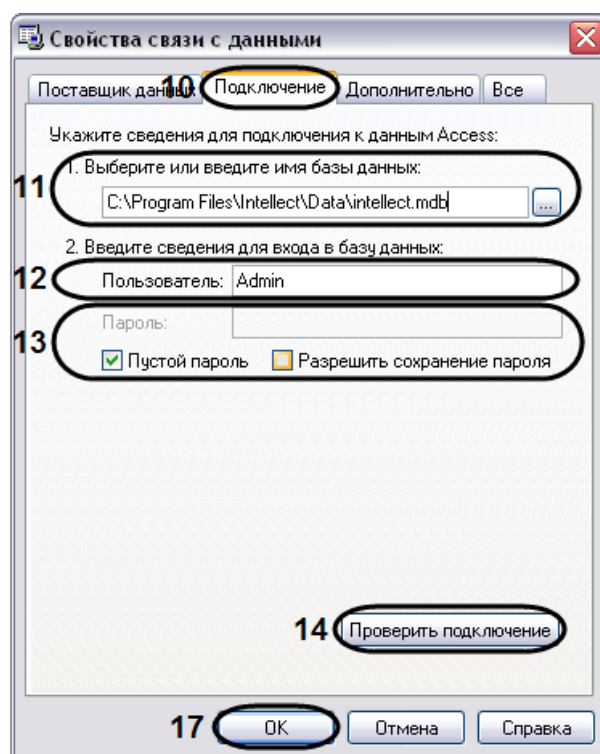 Свойства связи с данными
10
Поставщик данных Подключение Дополнительно Все
Укажите сведения для подключения к данным Access:
1. Выберите или введите имя базы данных:
11
C:\Program Files\Intellect\Data\intellect.mdb ...
2. Введите сведения для входа в базу данных:
12 Пользователь: Admin
Пароль:
13
Пустой пароль Разрешить сохранение пароля
14 Проверить подключение
17 OK Отмена Справка